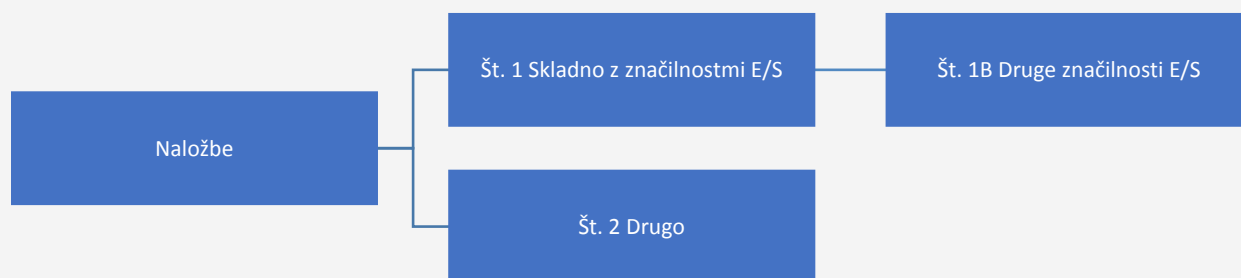 Št. 1 Skladno z značilnostmi E/S
Št. 1B Druge značilnosti E/S
Naložbe
Št. 2 Drugo